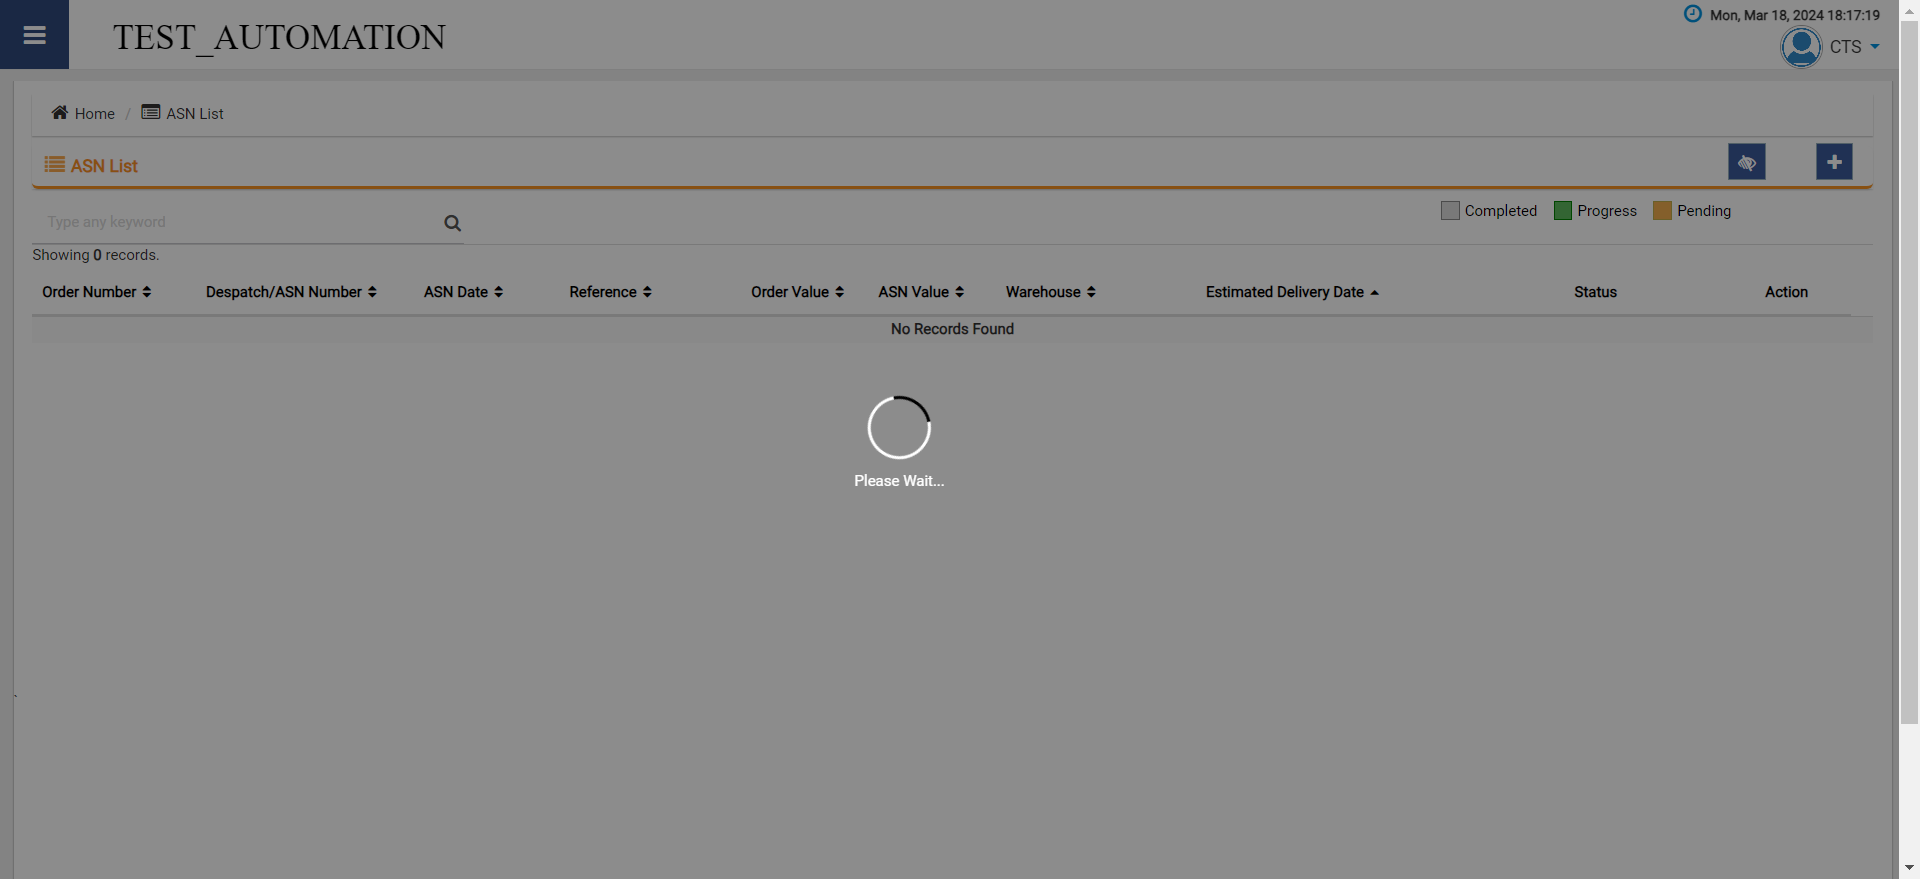 TEST_AUTOMATION
Mon, Mar 18, 2024 18:17:19
CTS
Home / ASN List
ASN List
Type any keyword
Completed Progress Pending
Showing 0 records.
Order Number Despatch/ASN Number ASN Date Reference Order Value ASN Value Warehouse Estimated Delivery Date Status Action
No Records Found
Please Wait...
`